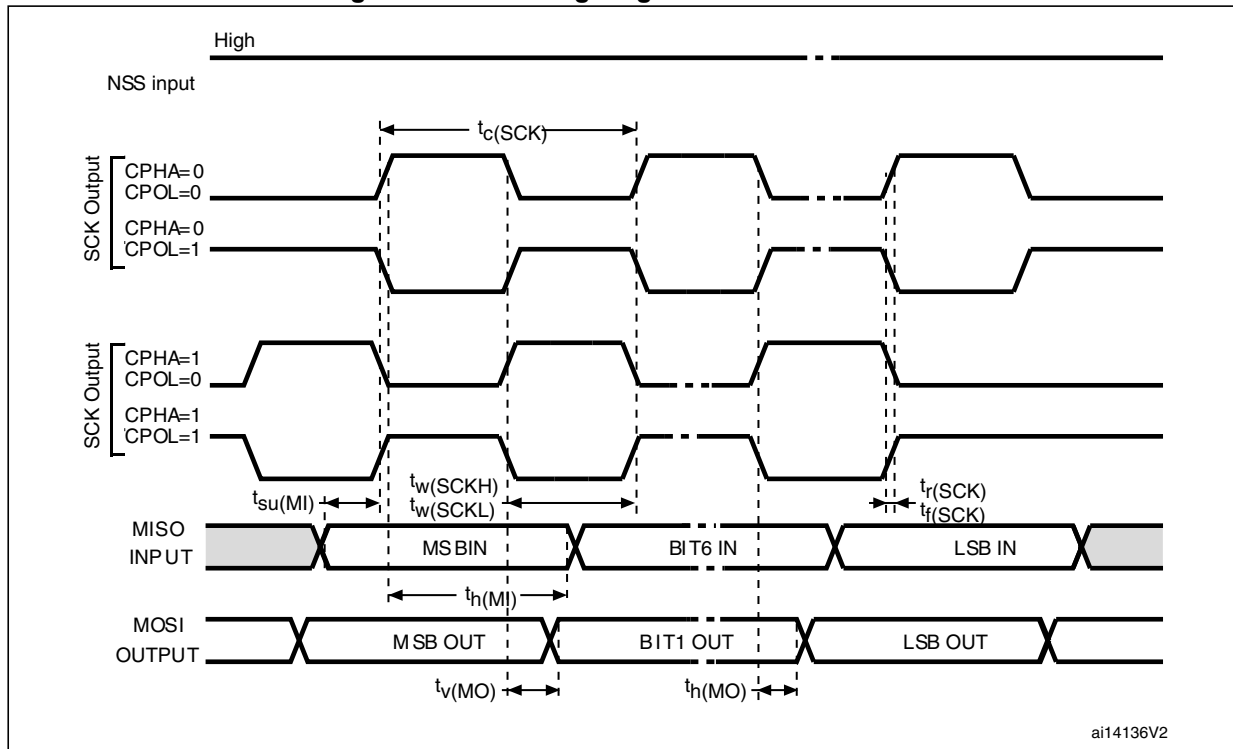 High
NSS input
tc(SCK)
SCK Output
CPHA=0
CPOL=0
CPHA=0
CPOL=1
SCK Output
CPHA=1
CPOL=0
CPHA=1
CPOL=1
tsu(MI)
tw(SCKH)
tw(SCKL)
tr(SCK)
tf(SCK)
MISO
INPUT
MSBIN
BIT6 IN
LSB IN
th(MI)
MOSI
OUTPUT
MSB OUT
BIT1 OUT
LSB OUT
tv(MO)
th(MO)
ai14136V2